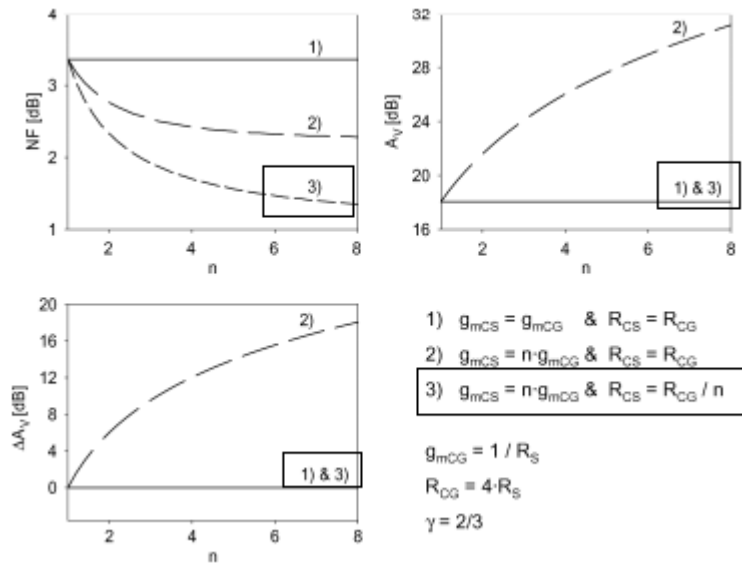 4
3
2
1
NF [dB]
1)
2)
3)
2 4 6 8
n
32
28
24
20
16
A_V [dB]
2)
1) & 3)
2 4 6 8
n
20
16
12
8
4
0
ΔA_V [dB]
2)
1) & 3)
2 4 6 8
n
1) g_mCS = g_mCG & R_CS = R_CG
2) g_mCS = n·g_mCG & R_CS = R_CG
3) g_mCS = n·g_mCG & R_CS = R_CG / n
g_mCG = 1 / R_S
R_CG = 4·R_S
γ = 2/3